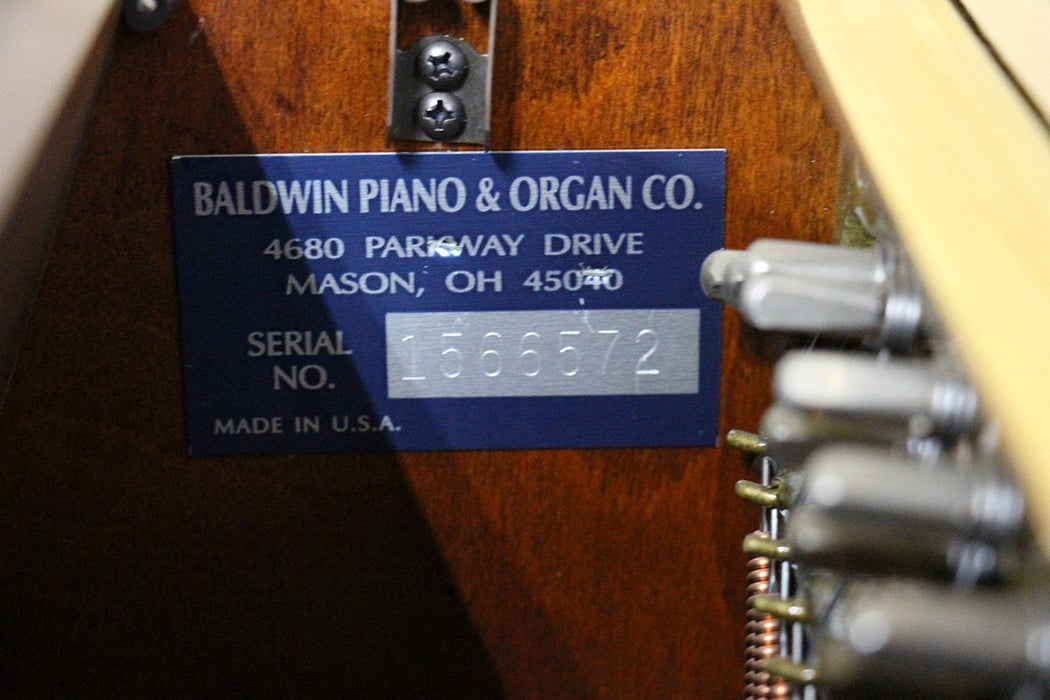 BALDWIN PIANO & ORGAN CO.
4680 PARKWAY DRIVE
MASON, OH 45040
SERIAL NO. 1566572
MADE IN U.S.A.